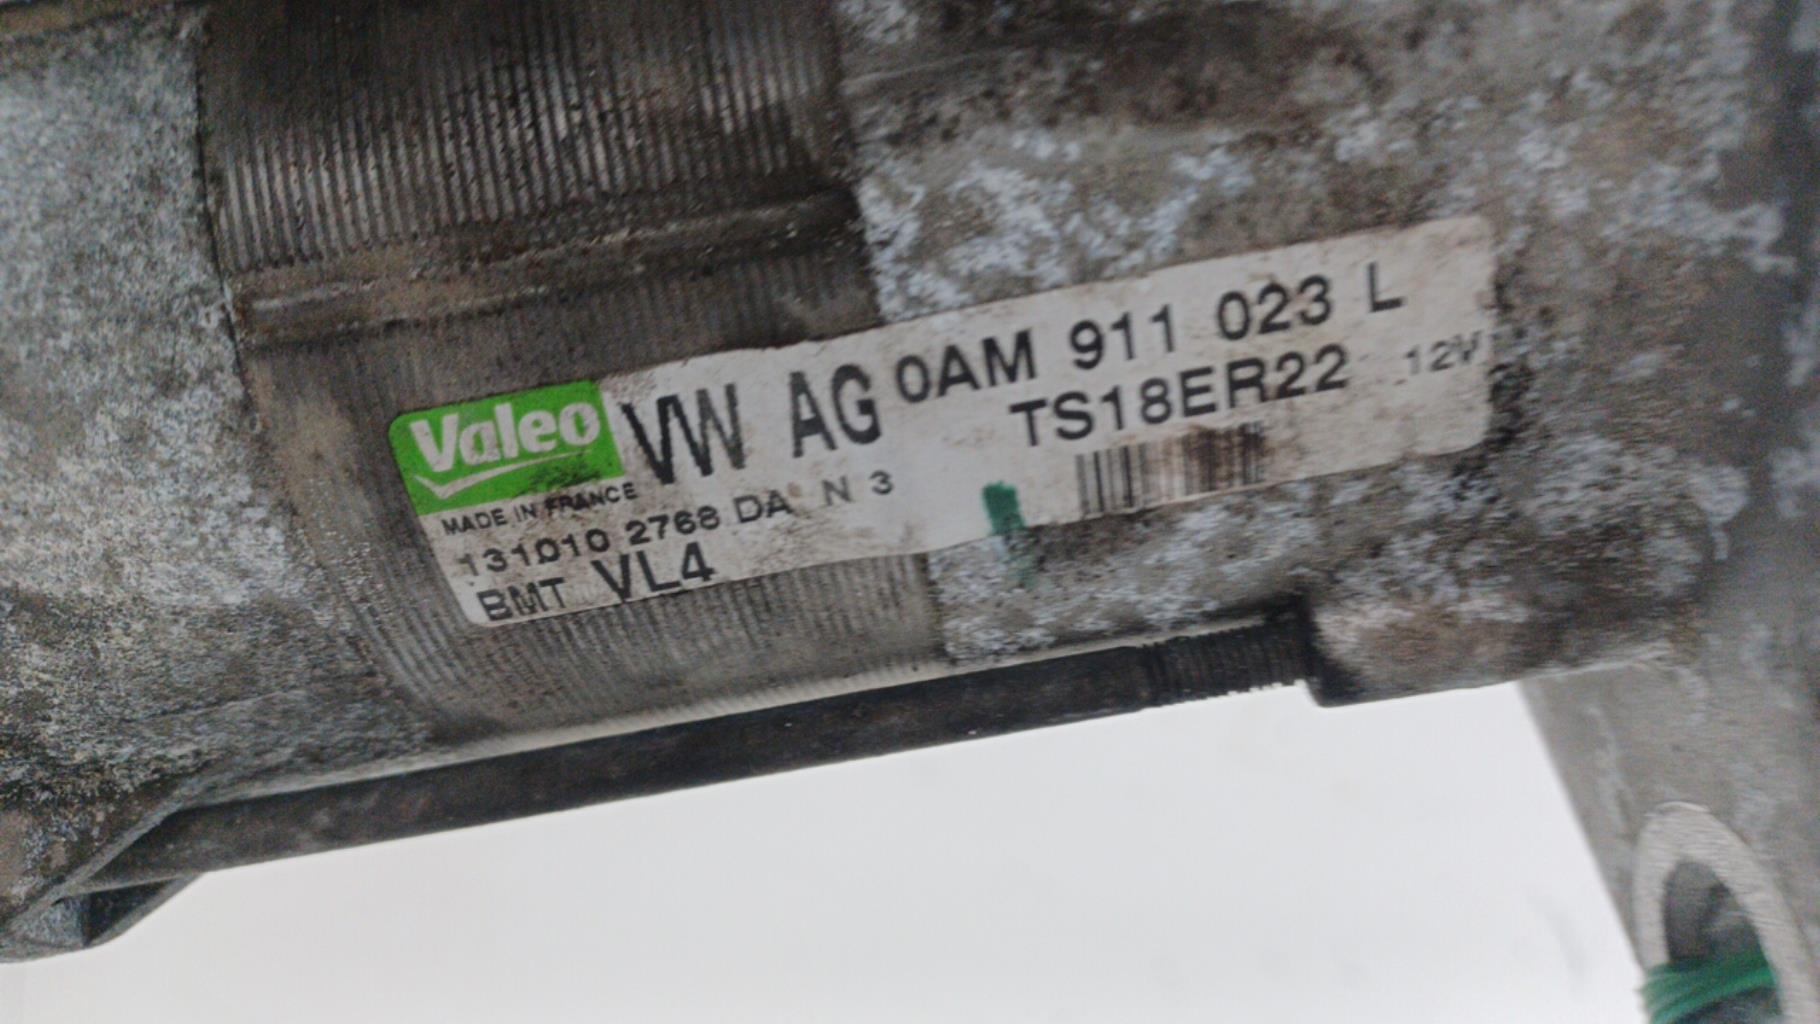 Valeo
VW AG 0AM 911 023 L
TS18ER22 12V
MADE IN FRANCE
131010 2768 DA N 3
BMT VL4